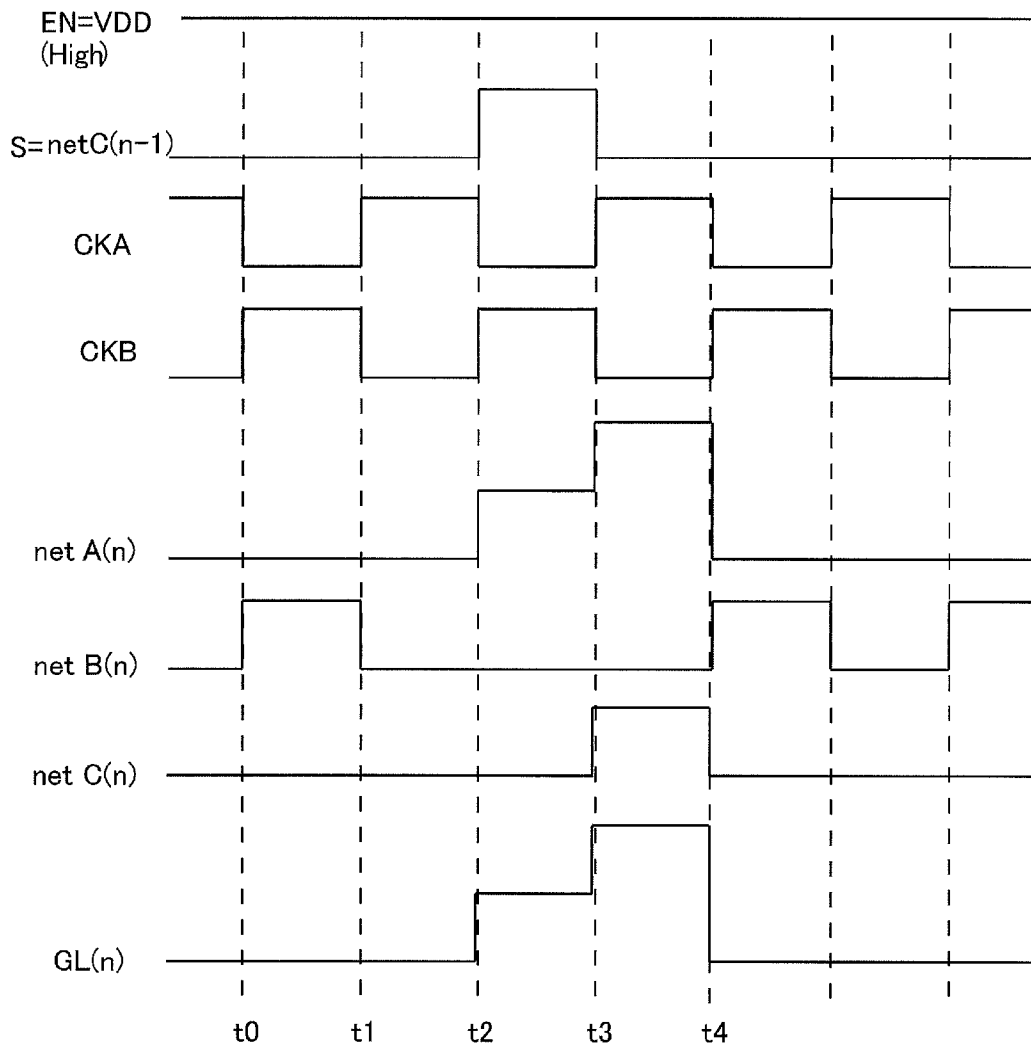 EN=VDD
(High)
S=netC(n-1)
CKA
CKB
net A(n)
net B(n)
net C(n)
GL(n)
t0 t1 t2 t3 t4